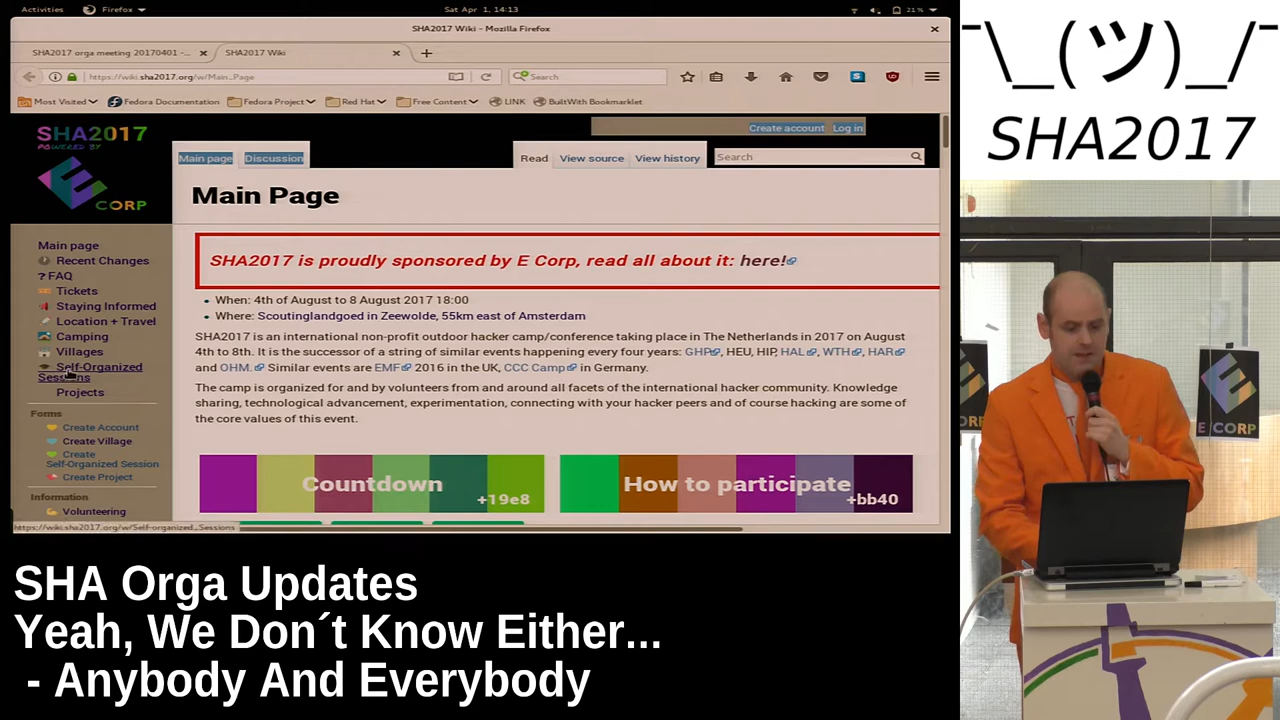 Activities Firefox Sat Apr 1, 14:13 21%
SHA2017 Wiki - Mozilla Firefox
SHA2017 orga meeting 20170401 -... SHA2017 Wiki
https://wiki.sha2017.org/w/Main_Page Search
Most Visited Fedora Documentation Fedora Project Red Hat Free Content LINK BuiltWith Bookmarklet
Create account Log in
Main page Discussion Read View source View history Search
SHA2017
POWERED BY
E CORP
Main Page
Main page
Recent Changes
? FAQ
Tickets
Staying Informed
Location + Travel
Camping
Villages
Self-Organized
Sessions
Projects
Forms
Create Account
Create Village
Create
Self-Organized Session
Create Project
Information
Volunteering
SHA2017 is proudly sponsored by E Corp, read all about it: here!
• When: 4th of August to 8 August 2017 18:00
• Where: Scoutinglandgoed in Zeewolde, 55km east of Amsterdam
SHA2017 is an international non-profit outdoor hacker camp/conference taking place in The Netherlands in 2017 on August
4th to 8th. It is the successor of a string of similar events happening every four years: GHP, HEU, HIP, HAL, WTH, HAR
and OHM. Similar events are EMF 2016 in the UK, CCC Camp in Germany.
The camp is organized for and by volunteers from and around all facets of the international hacker community. Knowledge
sharing, technological advancement, experimentation, connecting with your hacker peers and of course hacking are some of
the core values of this event.
Countdown
+19e8
How to participate
+bb40
https://wiki.sha2017.org/w/Self-organized_Sessions
¯\_(ツ)_/¯
SHA2017
E CORP
SHA Orga Updates
Yeah, We Don´t Know Either...
- Anybody And Everybody